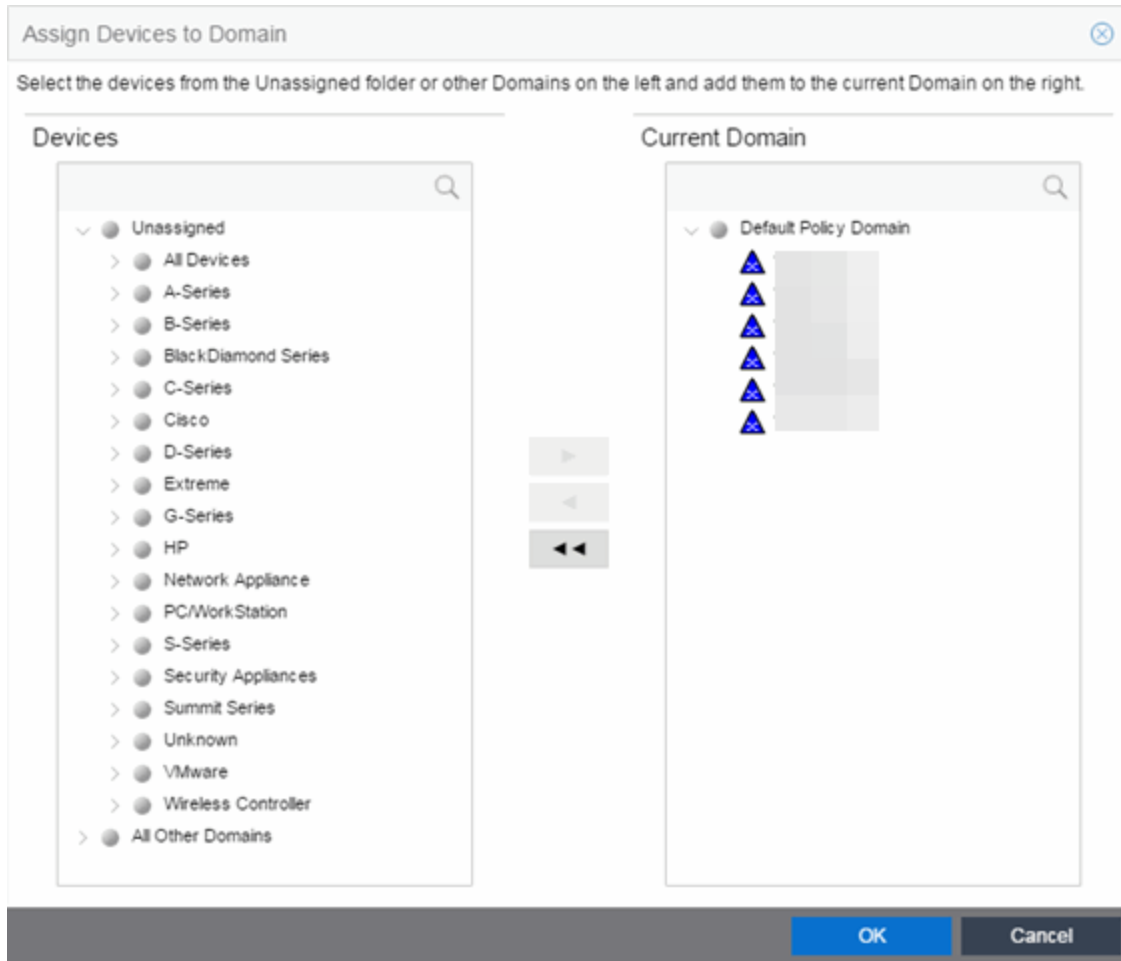 Assign Devices to Domain
Select the devices from the Unassigned folder or other Domains on the left and add them to the current Domain on the right.
Devices
Unassigned
All Devices
A-Series
B-Series
BlackDiamond Series
C-Series
Cisco
D-Series
Extreme
G-Series
HP
Network Appliance
PC/WorkStation
S-Series
Security Appliances
Summit Series
Unknown
VMware
Wireless Controller
All Other Domains
Current Domain
Default Policy Domain
OK
Cancel